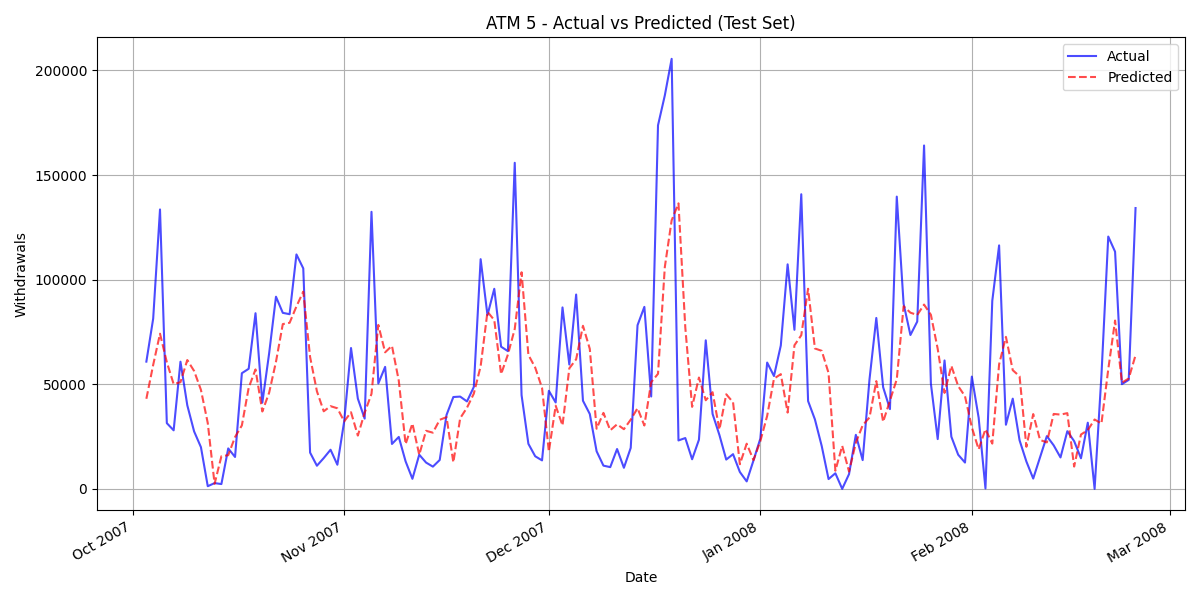 ATM 5 - Actual vs Predicted (Test Set)
Actual
Predicted
200000
150000
100000
50000
0
Withdrawals
Oct 2007
Nov 2007
Dec 2007
Jan 2008
Feb 2008
Mar 2008
Date